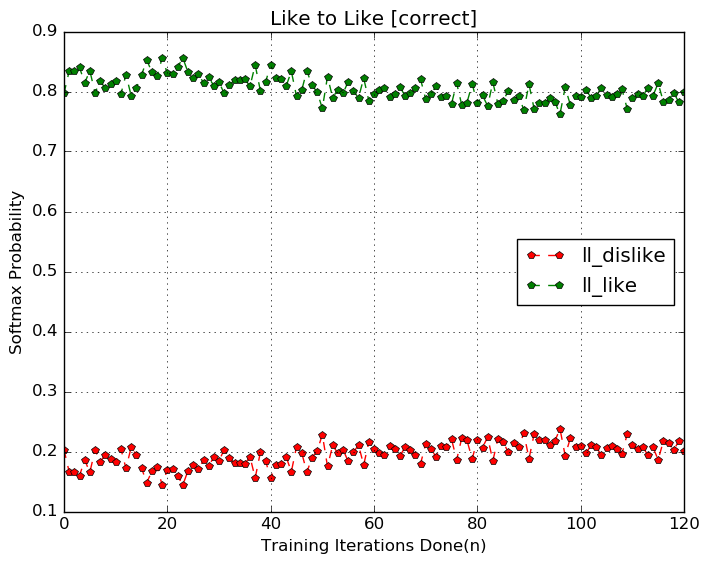 Like to Like [correct]
0.9
0.8
0.7
0.6
0.5
0.4
0.3
0.2
0.1
Softmax Probability
ll_dislike
ll_like
0 20 40 60 80 100 120
Training Iterations Done(n)